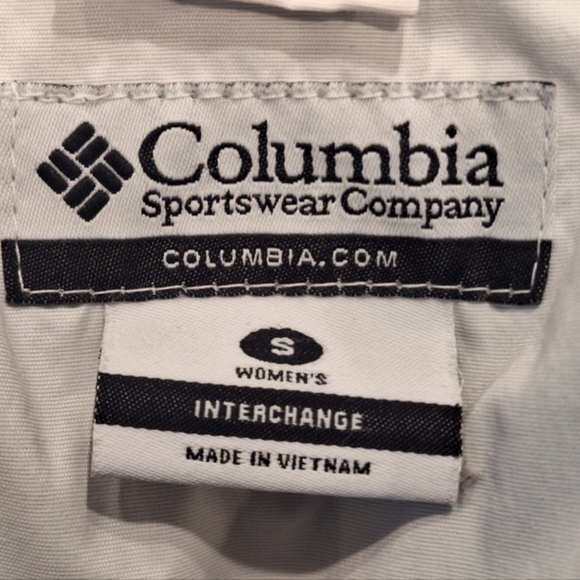 Columbia
Sportswear Company
COLUMBIA.COM
S
WOMEN'S
INTERCHANGE
MADE IN VIETNAM